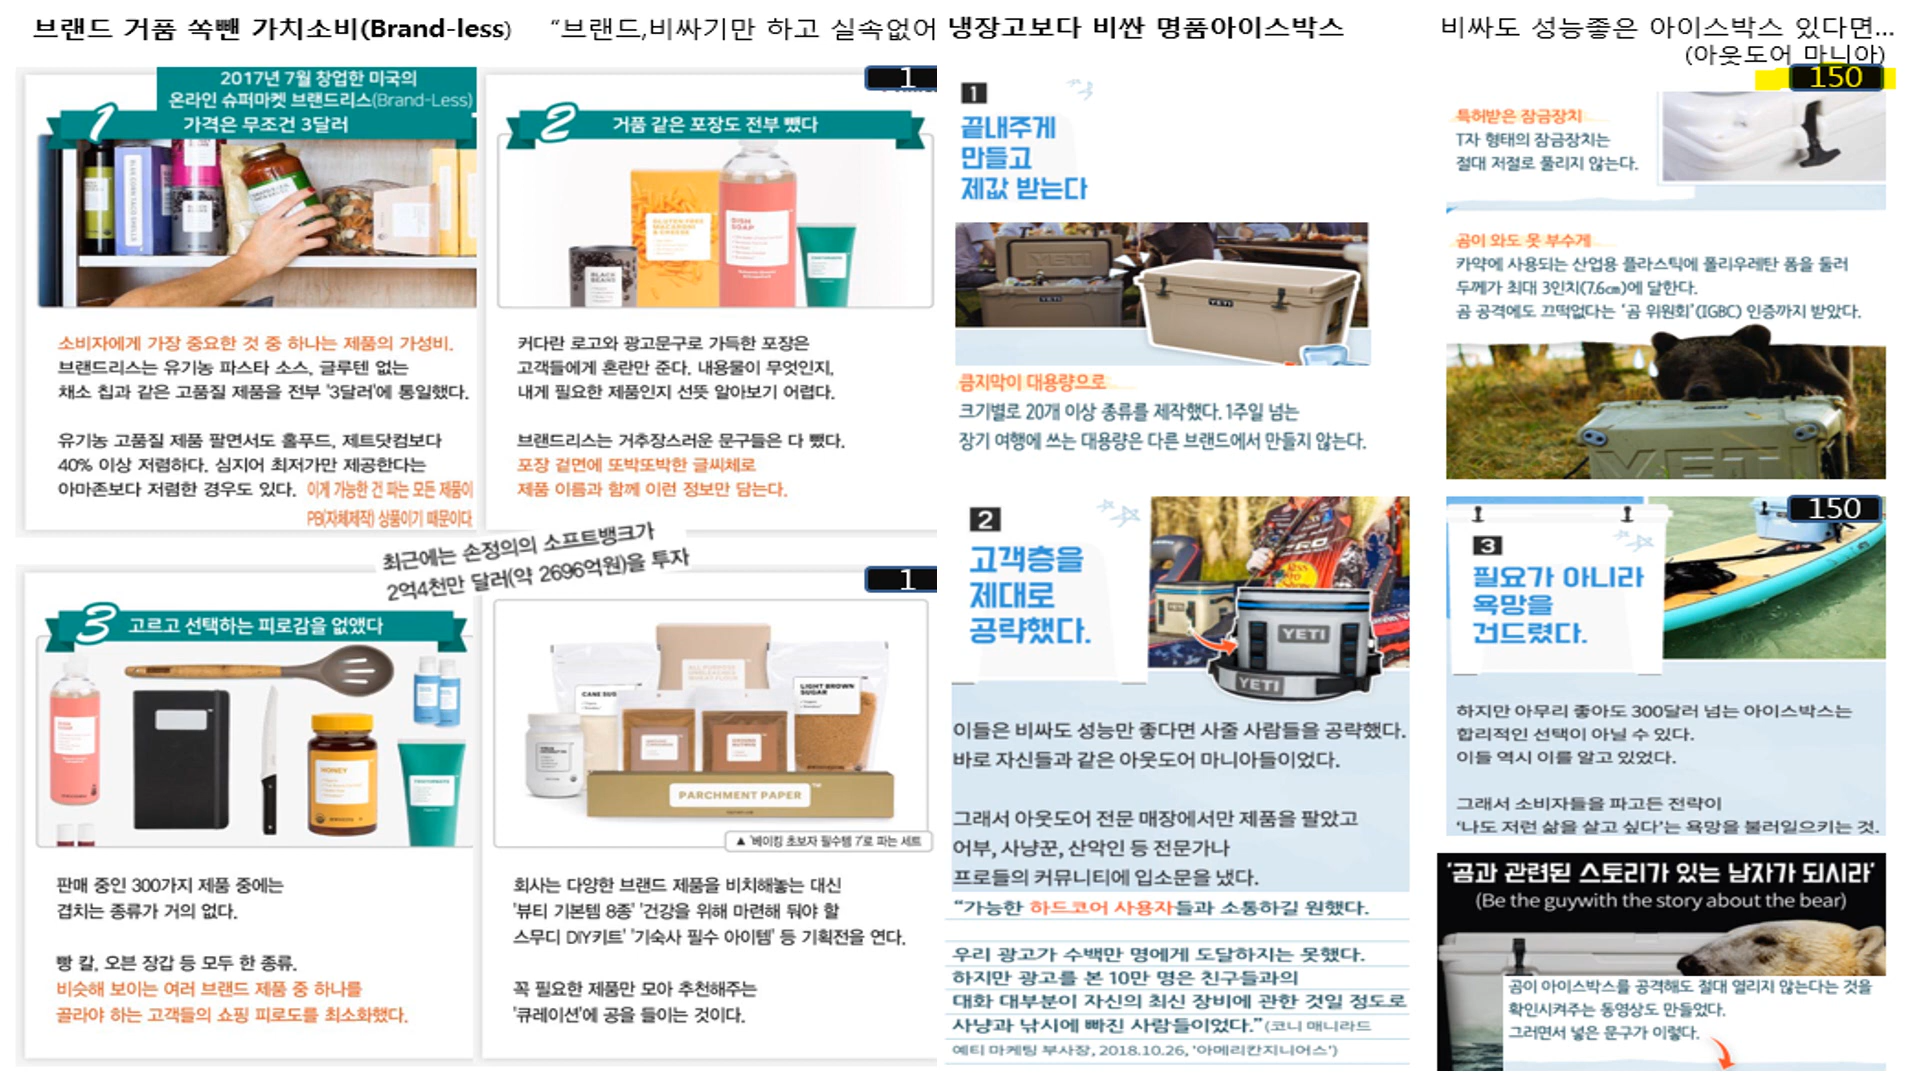 브랜드 거품 쏙뺀 가치소비(Brand-less)
“브랜드,비싸기만 하고 실속없어
2017년 7월 창업한 미국의
온라인 슈퍼마켓 브랜드리스(Brand-Less)
1
가격은 무조건 3달러
소비자에게 가장 중요한 것 중 하나는 제품의 가성비.
브랜드리스는 유기농 파스타 소스, 글루텐 없는
채소 칩과 같은 고품질 제품을 전부 '3달러'에 통일했다.
유기농 고품질 제품 팔면서도 홀푸드, 제트닷컴보다
40% 이상 저렴하다. 심지어 최저가만 제공한다는
아마존보다 저렴한 경우도 있다. 이게 가능한 건 파는 모든 제품이
PB(자체제작) 상품이기 때문이다
1
2
거품 같은 포장도 전부 뺐다
BLACK
BEANS
GLUTEN FREE
MACARONI
& CHEESE
DISH
SOAP
커다란 로고와 광고문구로 가득한 포장은
고객들에게 혼란만 준다. 내용물이 무엇인지,
내게 필요한 제품인지 선뜻 알아보기 어렵다.
브랜드리스는 거추장스러운 문구들은 다 뺐다.
포장 겉면에 또박또박한 글씨체로
제품 이름과 함께 이런 정보만 담는다.
최근에는 손정의의 소프트뱅크가
2억4천만 달러(약 2696억원)을 투자
3
고르고 선택하는 피로감을 없앴다
HONEY
판매 중인 300가지 제품 중에는
겹치는 종류가 거의 없다.
빵 칼, 오븐 장갑 등 모두 한 종류.
비슷해 보이는 여러 브랜드 제품 중 하나를
골라야 하는 고객들의 쇼핑 피로도를 최소화했다.
1
CANE SUG
LIGHT BROWN
SUGAR
PARCHMENT PAPER
▲ '베이킹 초보자 필수템 7'로 파는 세트
회사는 다양한 브랜드 제품을 비치해놓는 대신
'뷰티 기본템 8종' '건강을 위해 마련해 둬야 할
스무디 DIY키트' '기숙사 필수 아이템' 등 기획전을 연다.
꼭 필요한 제품만 모아 추천해주는
'큐레이션'에 공을 들이는 것이다.
냉장고보다 비싼 명품아이스박스
비싸도 성능좋은 아이스박스 있다면...
(아웃도어 마니아)
1
끝내주게
만들고
제값 받는다
YETI
YETI
큼지막이 대용량으로
크기별로 20개 이상 종류를 제작했다. 1주일 넘는
장기 여행에 쓰는 대용량은 다른 브랜드에서 만들지 않는다.
150
특허받은 잠금장치
T자 형태의 잠금장치는
절대 저절로 풀리지 않는다.
곰이 와도 못 부수게
카약에 사용되는 산업용 플라스틱에 폴리우레탄 폼을 둘러
두께가 최대 3인치(7.6㎝)에 달한다.
곰 공격에도 끄떡없다는 ‘곰 위원회’(IGBC) 인증까지 받았다.
YETI
2
고객층을
제대로
공략했다.
Bass Pro
YETI
YETI
이들은 비싸도 성능만 좋다면 사줄 사람들을 공략했다.
바로 자신들과 같은 아웃도어 마니아들이었다.
그래서 아웃도어 전문 매장에서만 제품을 팔았고
어부, 사냥꾼, 산악인 등 전문가나
프로들의 커뮤니티에 입소문을 냈다.
“가능한 하드코어 사용자들과 소통하길 원했다.
우리 광고가 수백만 명에게 도달하지는 못했다.
하지만 광고를 본 10만 명은 친구들과의
대화 대부분이 자신의 최신 장비에 관한 것일 정도로
사냥과 낚시에 빠진 사람들이었다.”(코니 매니라드
예티 마케팅 부사장, 2018.10.26, '아메리칸지니어스')
150
3
필요가 아니라
욕망을
건드렸다.
하지만 아무리 좋아도 300달러 넘는 아이스박스는
합리적인 선택이 아닐 수 있다.
이들 역시 이를 알고 있었다.
그래서 소비자들을 파고든 전략이
‘나도 저런 삶을 살고 싶다’는 욕망을 불러일으키는 것.
‘곰과 관련된 스토리가 있는 남자가 되시라’
(Be the guywith the story about the bear)
곰이 아이스박스를 공격해도 절대 열리지 않는다는 것을
확인시켜주는 동영상도 만들었다.
그러면서 넣은 문구가 이렇다.